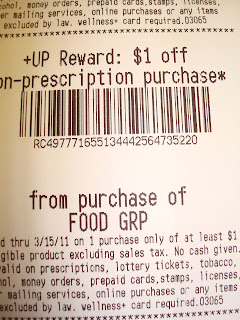 ohol, money orders, prepaid cards,stamps, licenses,
r mailing services, online purchases or any items
excluded by law. wellness+ card required.03065
+UP Reward: $1 off
on-prescription purchase*
RC49777165513444256473522​0
from purchase of
FOOD GRP
d thru 3/15/11 on 1 purchase only of at least $1
gible product excluding sales tax. No cash given.
valid on prescriptions, lottery tickets, tobacco,
hol, money orders, prepaid cards,stamps, licenses,
r mailing services, online purchases or any items
excluded by law. wellness+ card required.03065